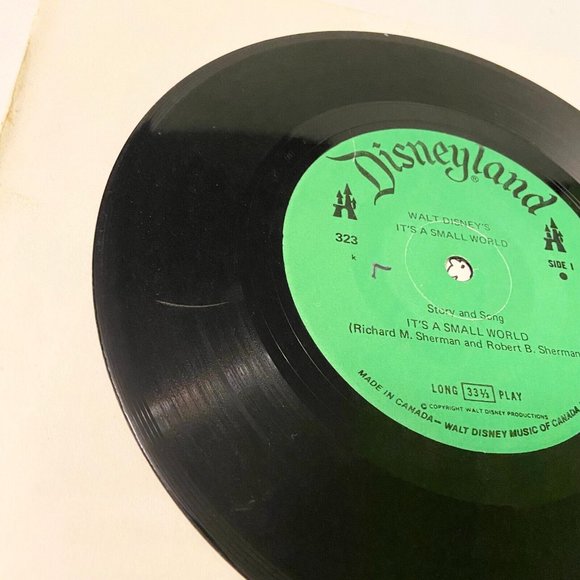 Disneyland®
WALT DISNEY'S
IT'S A SMALL WORLD
323
k
SIDE 1
Story and Song
IT'S A SMALL WORLD
(Richard M. Sherman and Robert B. Sherman
LONG 33⅓ PLAY
© COPYRIGHT WALT DISNEY PRODUCTIONS
MADE IN CANADA— WALT DISNEY MUSIC OF CANADA